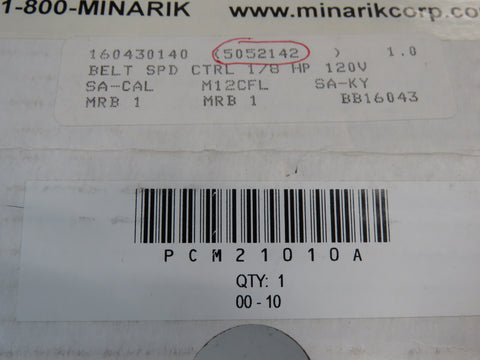 1-800-MINARIK www.minarikcorp.com
160430140 (5052142 ) 1.0
BELT SPD CTRL 1/8 HP 120V
SA-CAL M12CFL SA-KY
MRB 1 MRB 1 BB16043
PCM21010A
QTY: 1
00 - 10